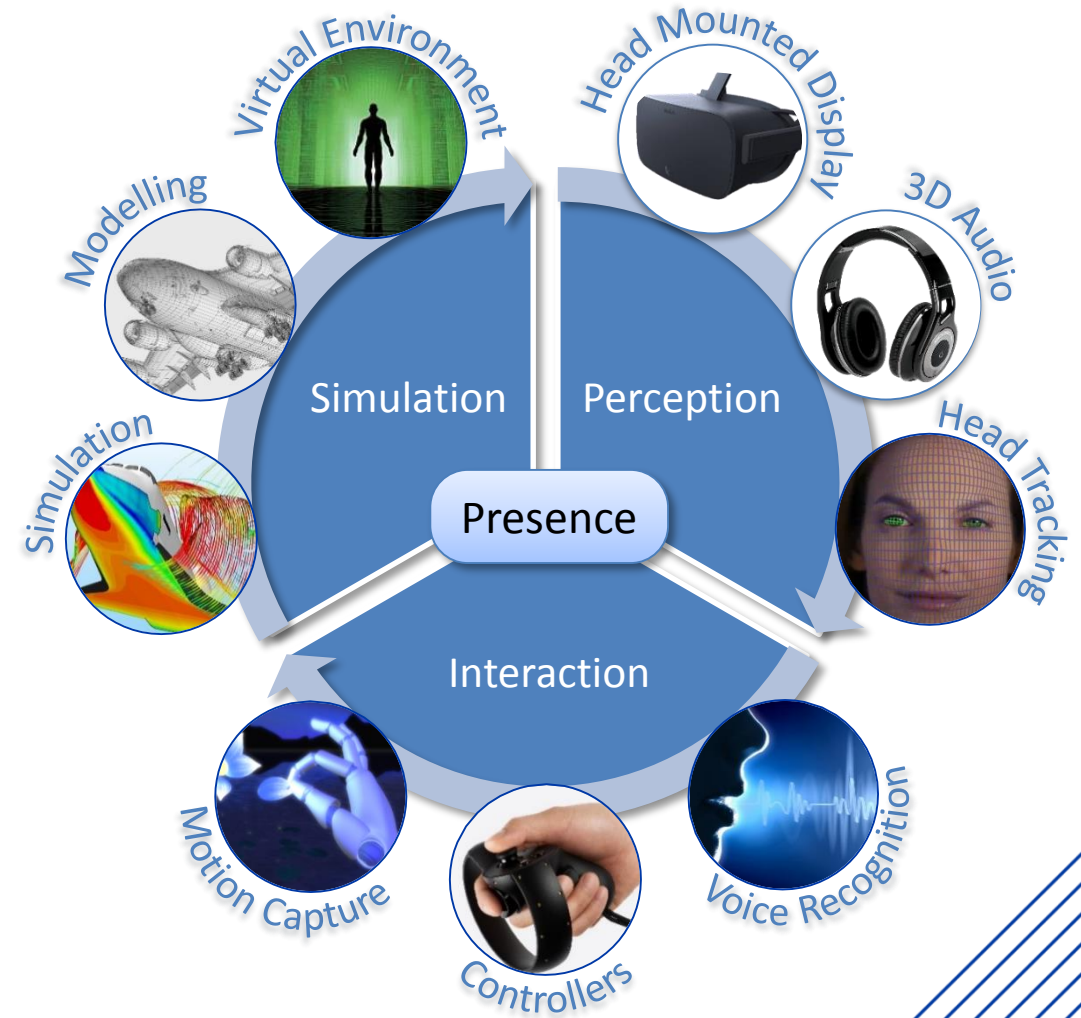 Virtual Environment
Head Mounted Display
Modelling
3D Audio
Simulation
Perception
Simulation
Head Tracking
Presence
Interaction
Motion Capture
Voice Recognition
Controllers